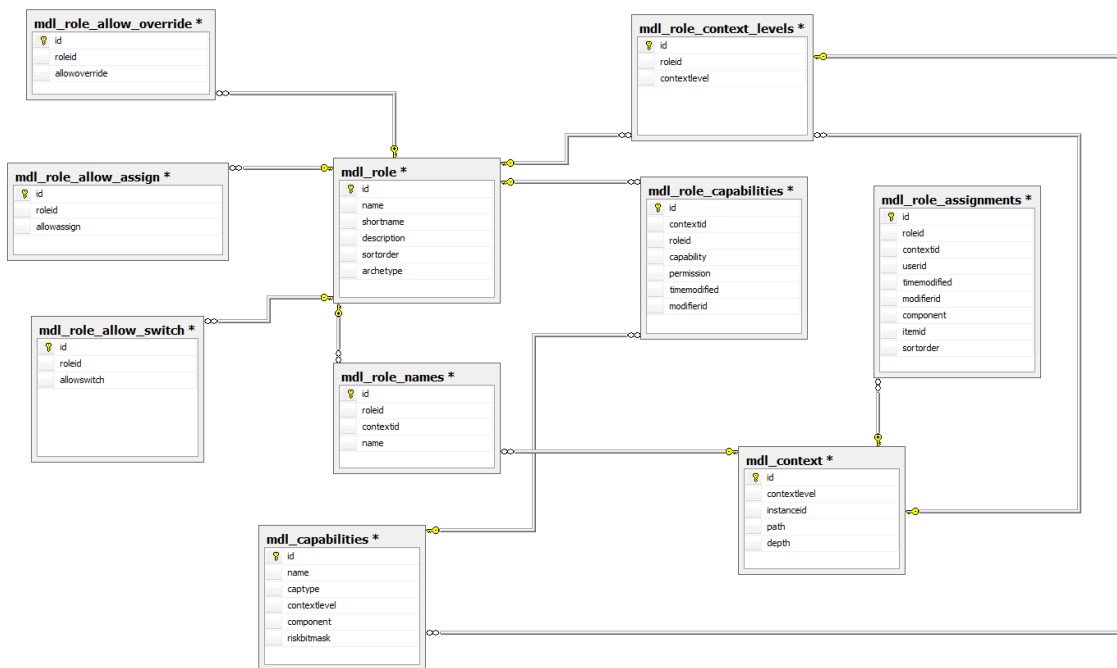 mdl_role_allow_override *
id
roleid
allowoverride
mdl_role_context_levels *
id
roleid
contextlevel
mdl_role_allow_assign *
id
roleid
allowassign
mdl_role *
id
name
shortname
description
sortorder
archetype
mdl_role_capabilities *
id
contextid
roleid
capability
permission
timemodified
modifierid
mdl_role_assignments *
id
roleid
contextid
userid
timemodified
modifierid
component
itemid
sortorder
mdl_role_allow_switch *
id
roleid
allowswitch
mdl_role_names *
id
roleid
contextid
name
mdl_context *
id
contextlevel
instanceid
path
depth
mdl_capabilities *
id
name
captype
contextlevel
component
riskbitmask